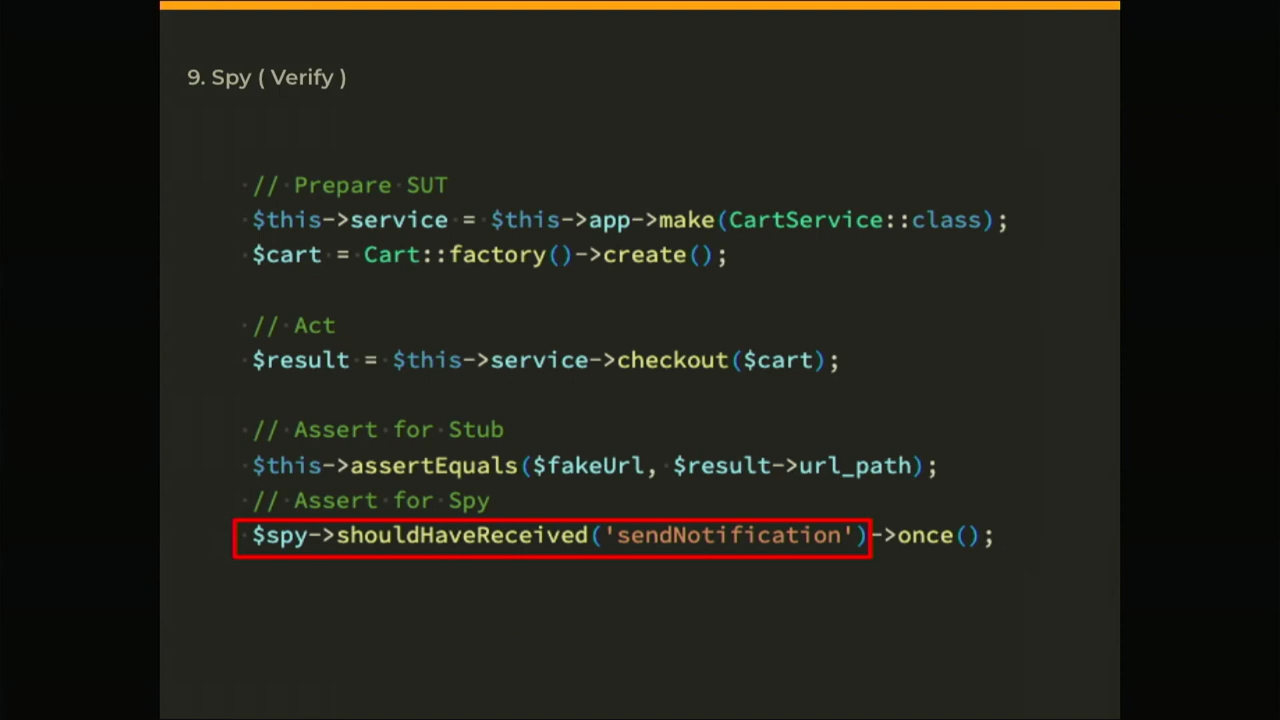 9. Spy ( Verify )
// Prepare SUT
$this->service = $this->app->make(CartService::class);
$cart = Cart::factory()->create();
// Act
$result = $this->service->checkout($cart);
// Assert for Stub
$this->assertEquals($fakeUrl, $result->url_path);
// Assert for Spy
$spy->shouldHaveReceived('sendNotification')->once();